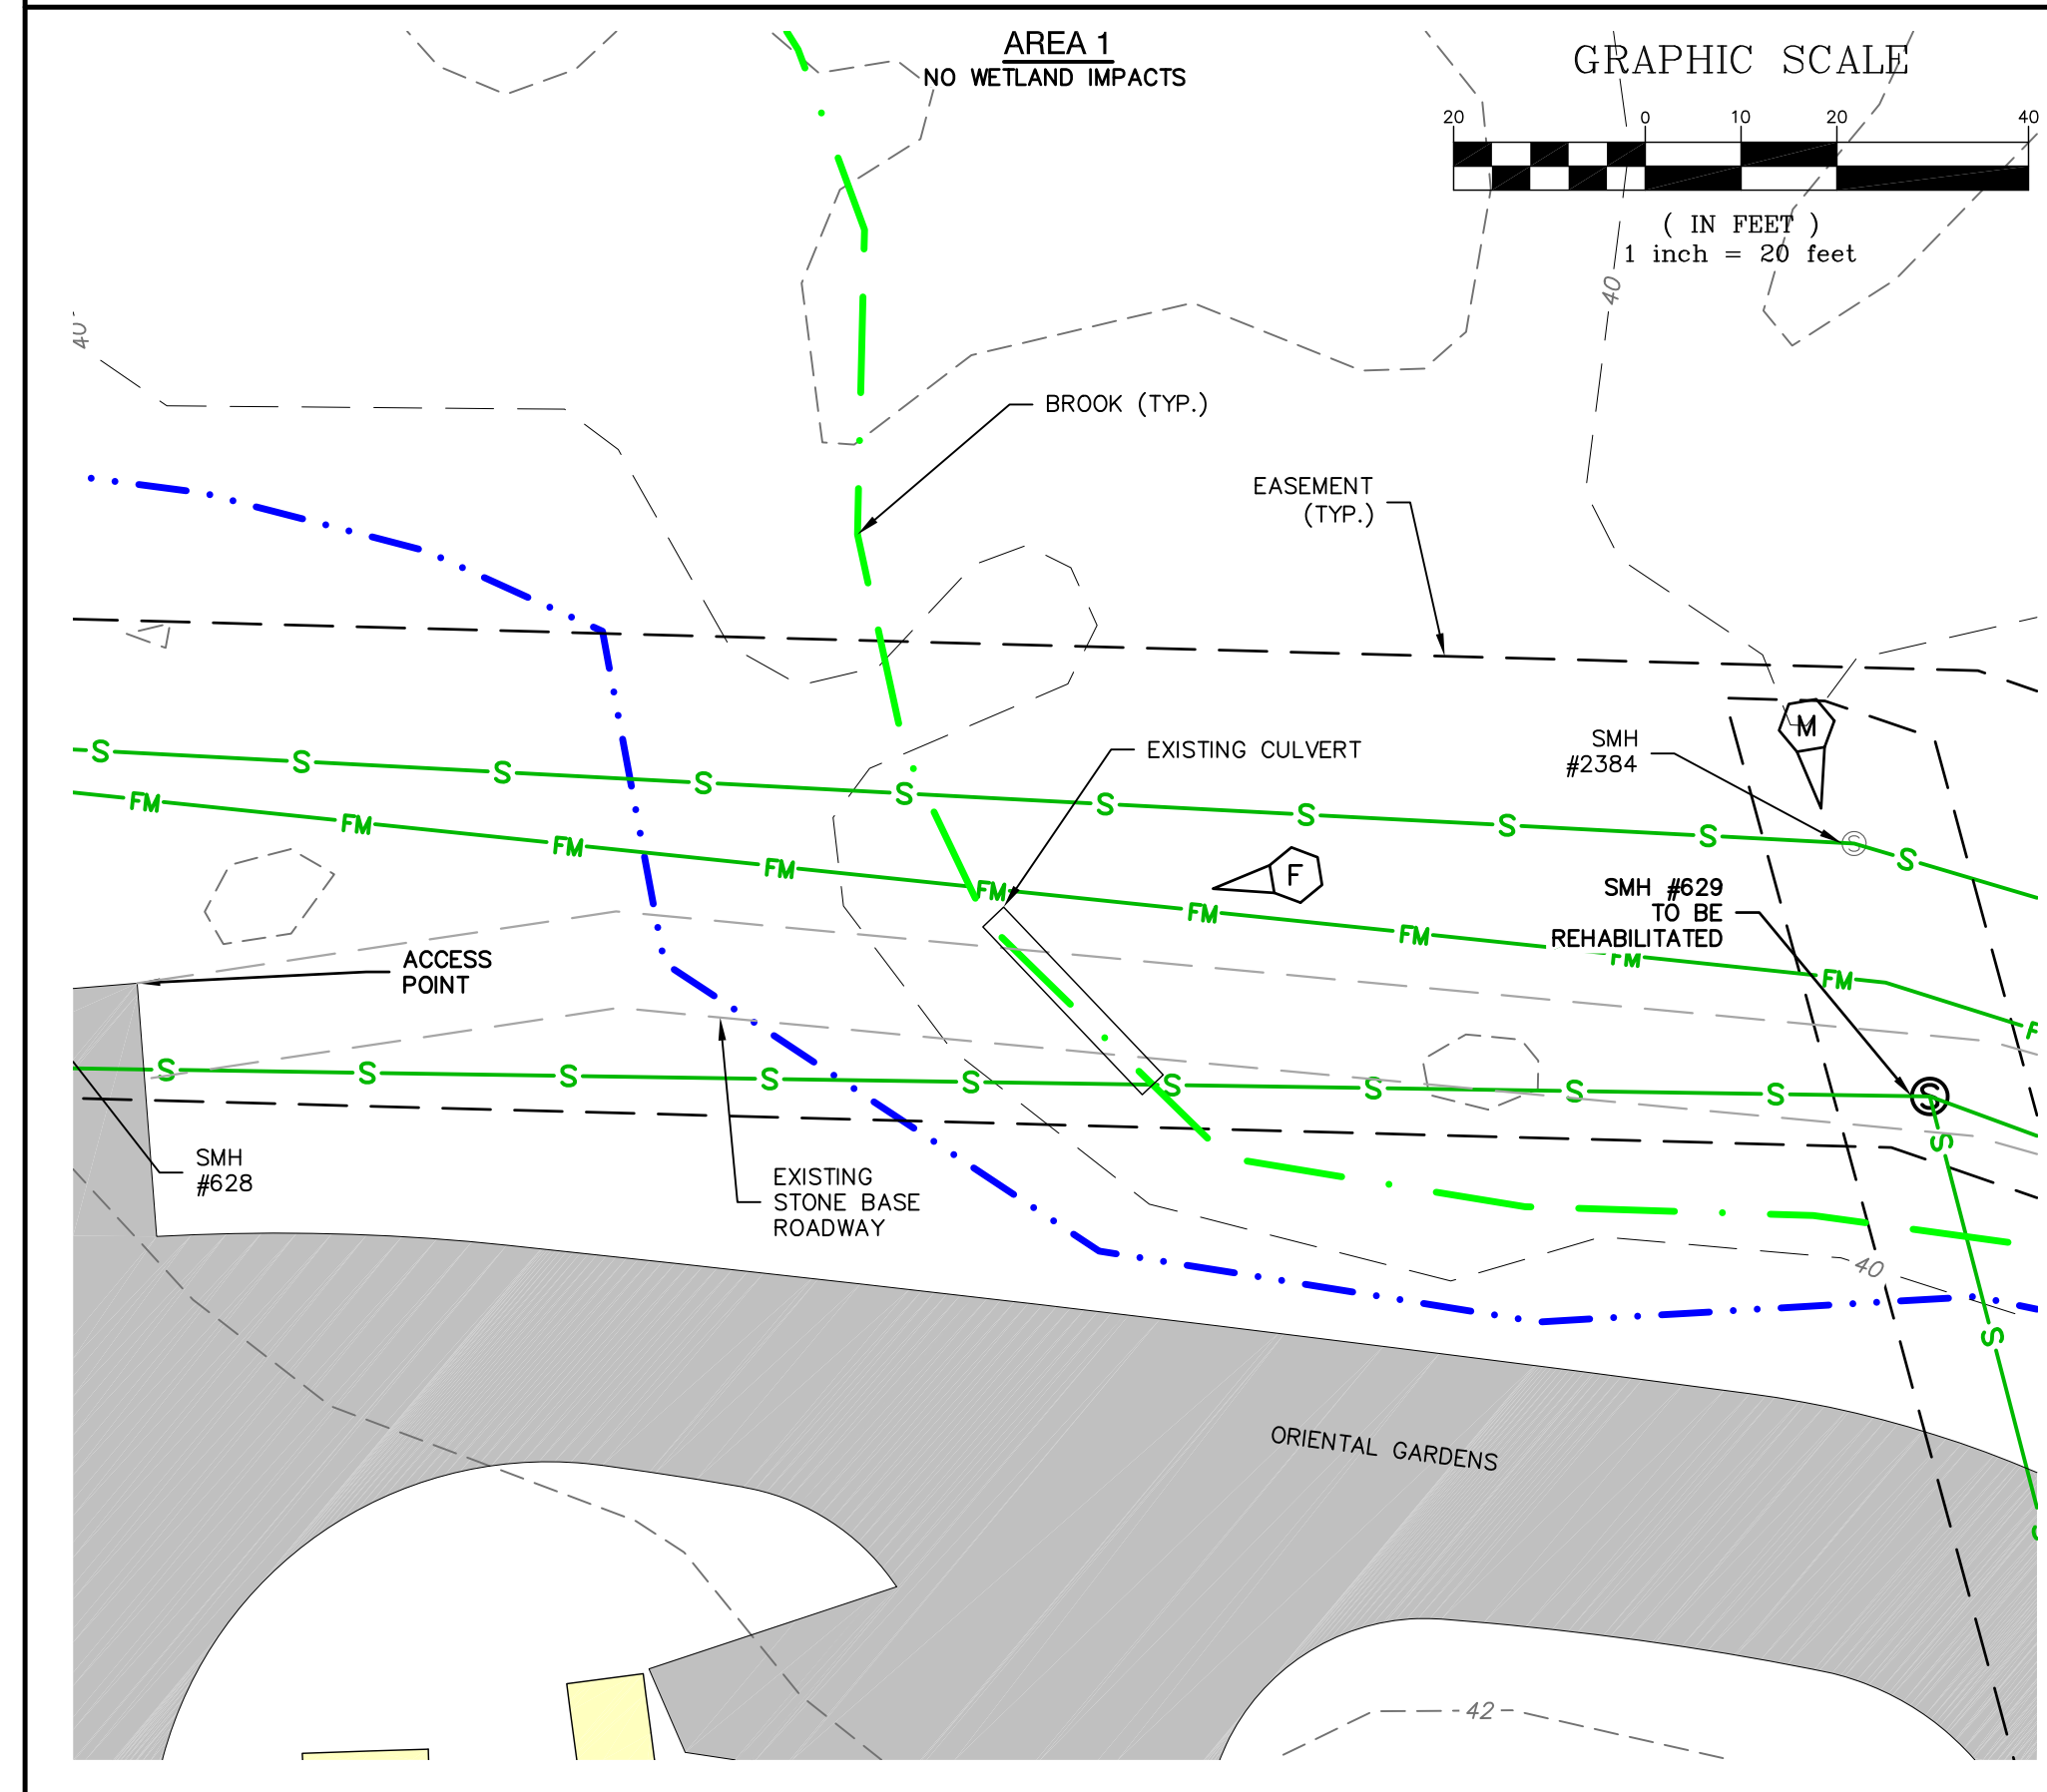 AREA 1
NO WETLAND IMPACTS
GRAPHIC SCALE
20 0 10 20 40
( IN FEET )
1 inch = 20 feet
40
40
BROOK (TYP.)
EASEMENT
(TYP.)
M
SMH
#2384
EXISTING CULVERT
S S S S S S S S S S
S
FM FM FM FM FM FM FM FM FM
F
SMH #629
TO BE
REHABILITATED
ACCESS
POINT
S S S S S S S S S
S
S
S
SMH
#628
EXISTING
STONE BASE
ROADWAY
40
ORIENTAL GARDENS
42